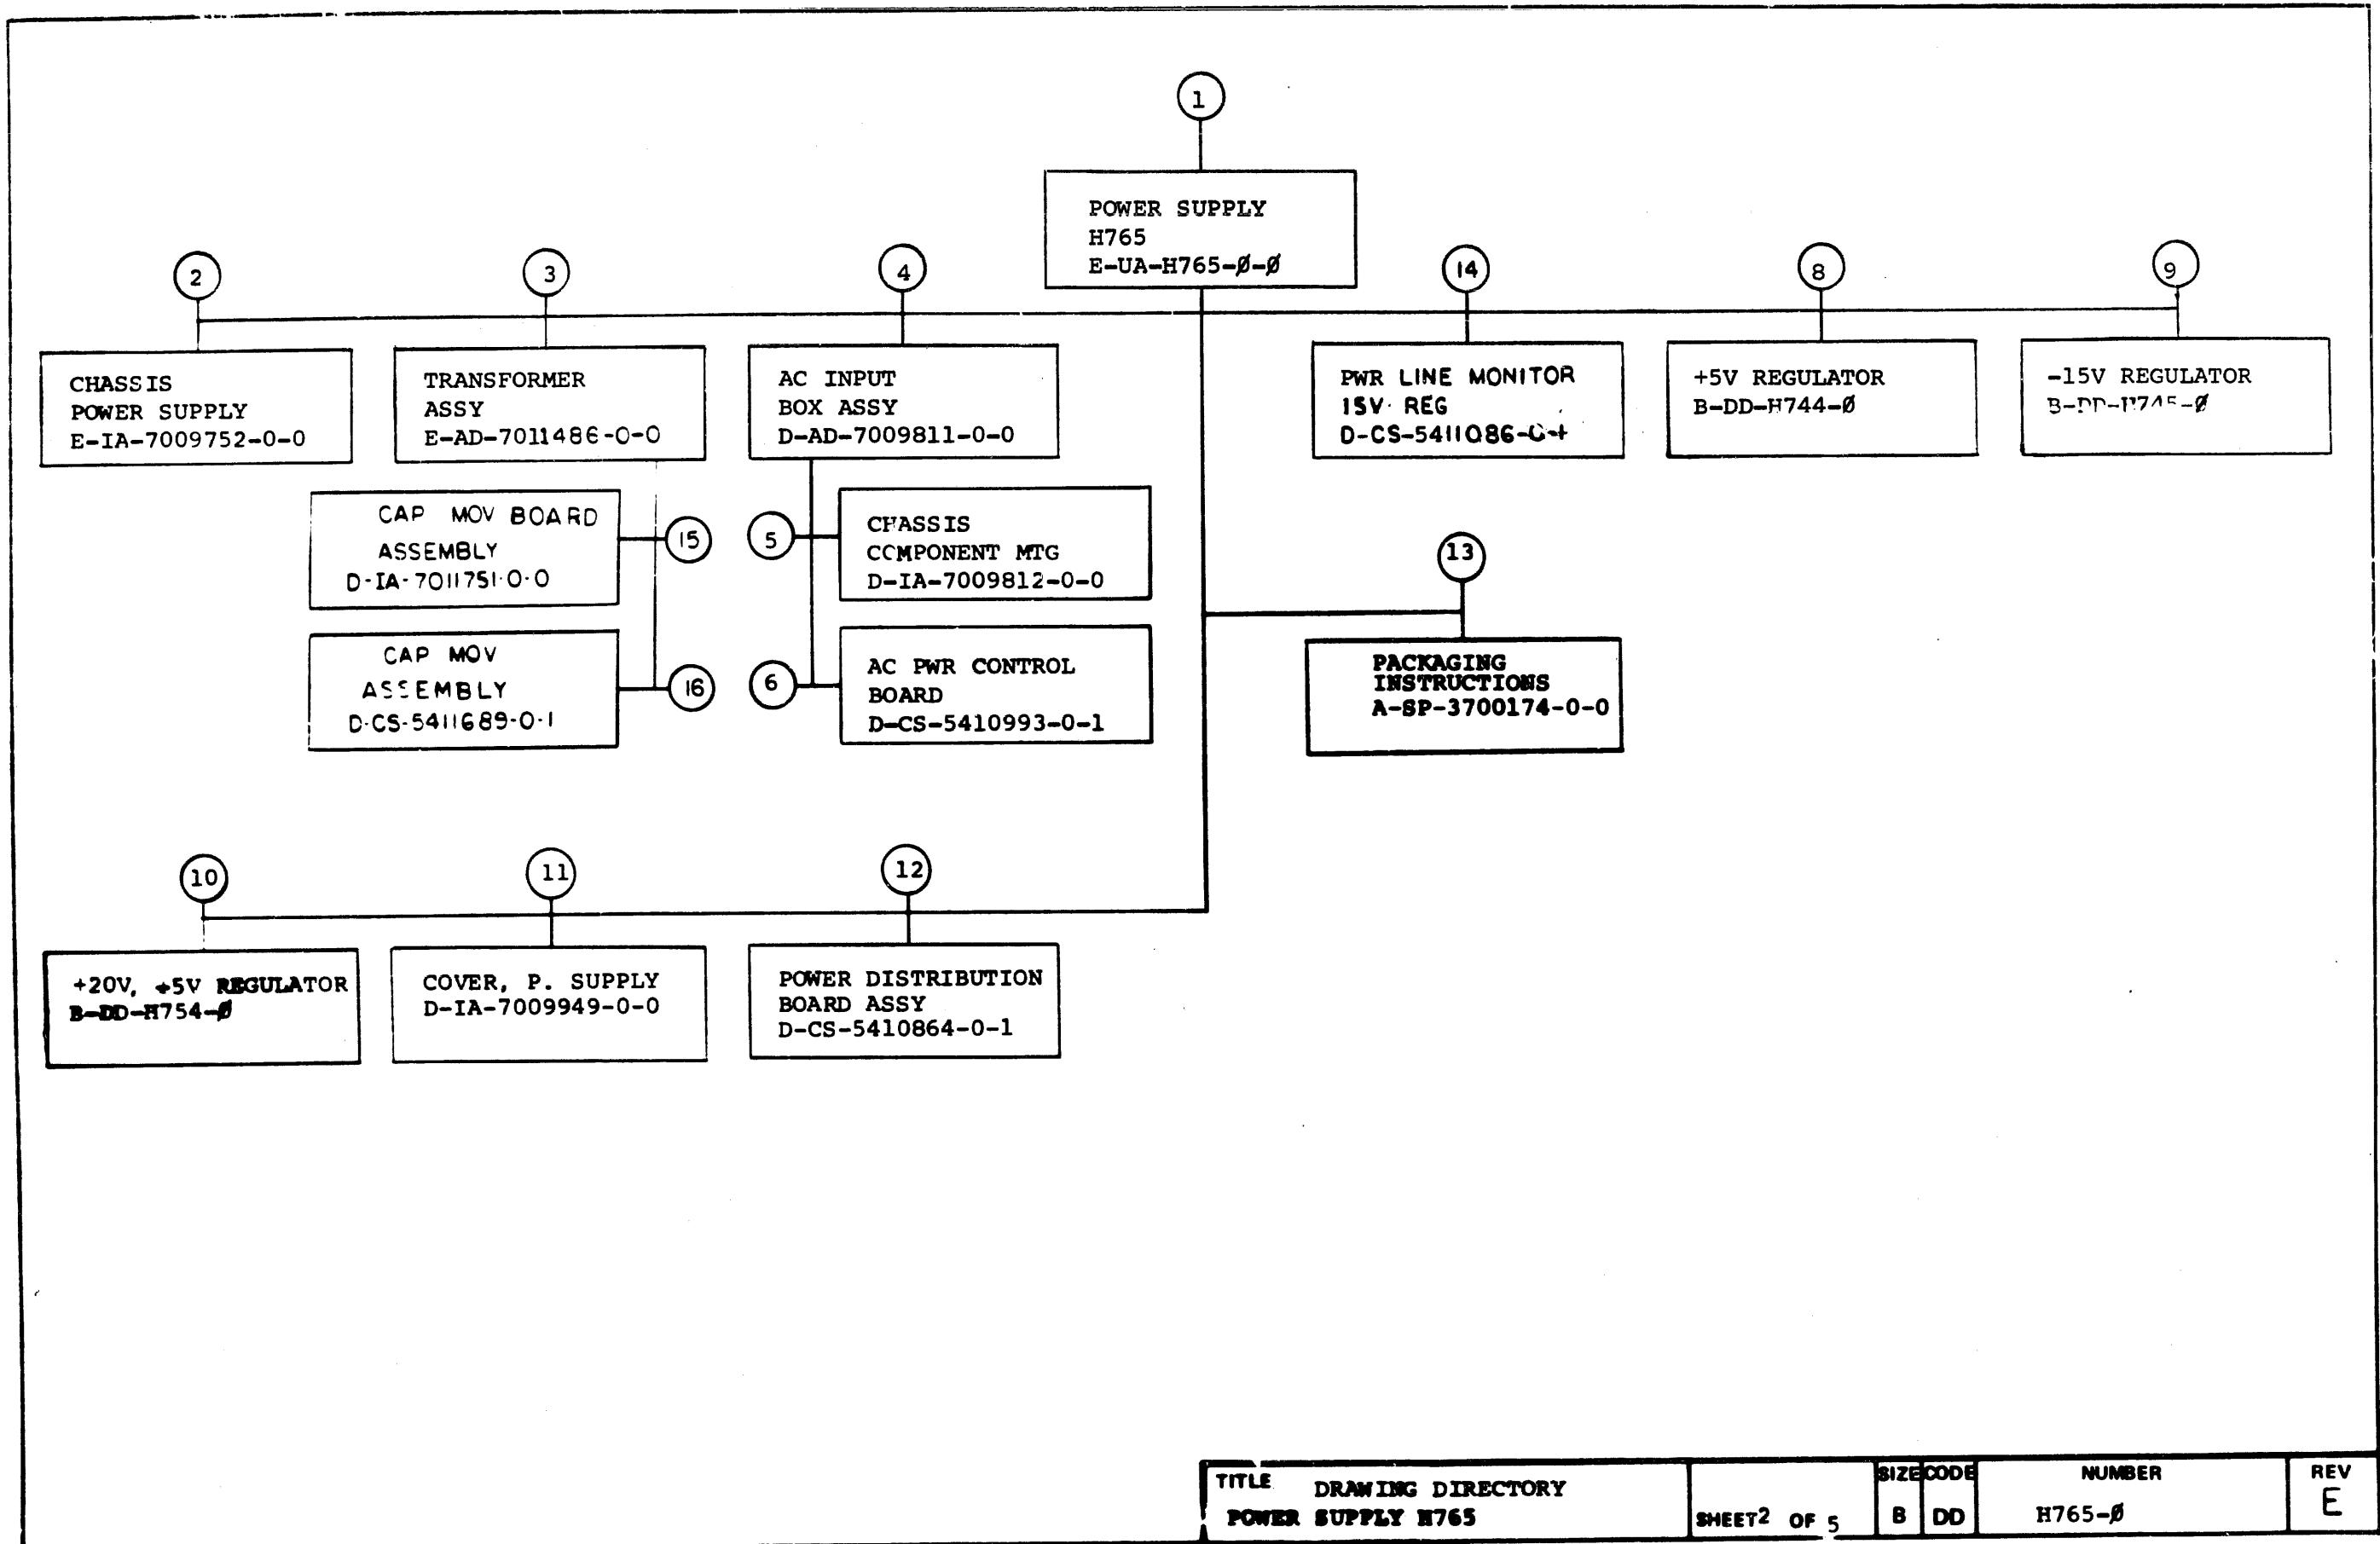 1
POWER SUPPLY
H765
E-UA-H765-Ø-Ø
2
CHASSIS
POWER SUPPLY
E-IA-7009752-0-0
3
TRANSFORMER
ASSY
E-AD-7011486-0-0
4
AC INPUT
BOX ASSY
D-AD-7009811-0-0
14
PWR LINE MONITOR
15V REG
8
+5V REGULATOR
B-DD-H744-Ø
9
-15V REGULATOR
B-DD-H745-Ø
CAP MOV BOARD
ASSEMBLY
D-IA-7011751-0-0
15
5
CHASSIS
COMPONENT MTG
D-IA-7009812-0-0
13
PACKAGING
INSTRUCTIONS
A-SP-3700174-0-0
CAP MOV
ASSEMBLY
D-CS-5411689-0-1
16
6
AC PWR CONTROL
BOARD
D-CS-5410993-0-1
10
+20V, +5V REGULATOR
B-DD-H754-Ø
11
COVER, P. SUPPLY
D-IA-7009949-0-0
12
POWER DISTRIBUTION
BOARD ASSY
D-CS-5410864-0-1
TITLE DRAWING DIRECTORY
POWER SUPPLY H765
SHEET 2 OF 5
SIZE
B
CODE
DD
NUMBER
H765-Ø
REV
E